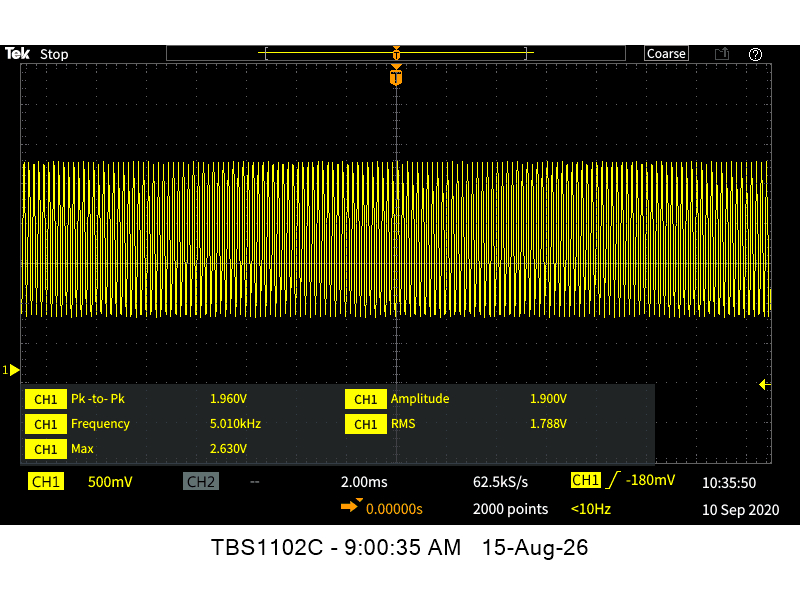 Tek Stop Coarse
T
T
1
CH1 Pk-to-Pk 1.960V CH1 Amplitude 1.900V
CH1 Frequency 5.010kHz CH1 RMS 1.788V
CH1 Max 2.630V
CH1 500mV CH2 -- 2.00ms 62.5kS/s CH1 -180mV 10:35:50
0.00000s 2000 points <10Hz 10 Sep 2020
TBS1102C - 9:00:35 AM 15-Aug-26